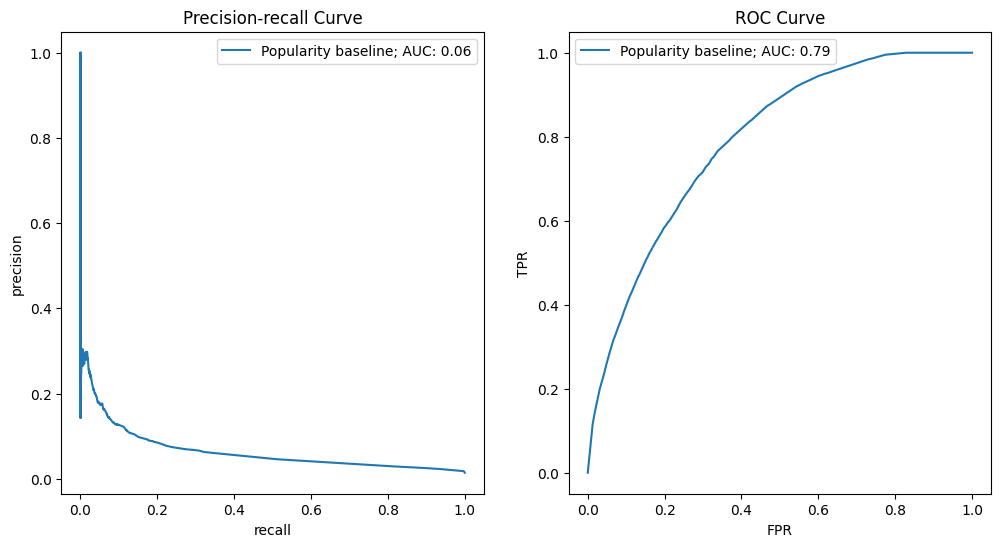 Precision-recall Curve
Popularity baseline; AUC: 0.06
1.0
0.8
0.6
0.4
0.2
0.0
precision
0.0 0.2 0.4 0.6 0.8 1.0
recall
ROC Curve
Popularity baseline; AUC: 0.79
1.0
0.8
0.6
0.4
0.2
0.0
TPR
0.0 0.2 0.4 0.6 0.8 1.0
FPR